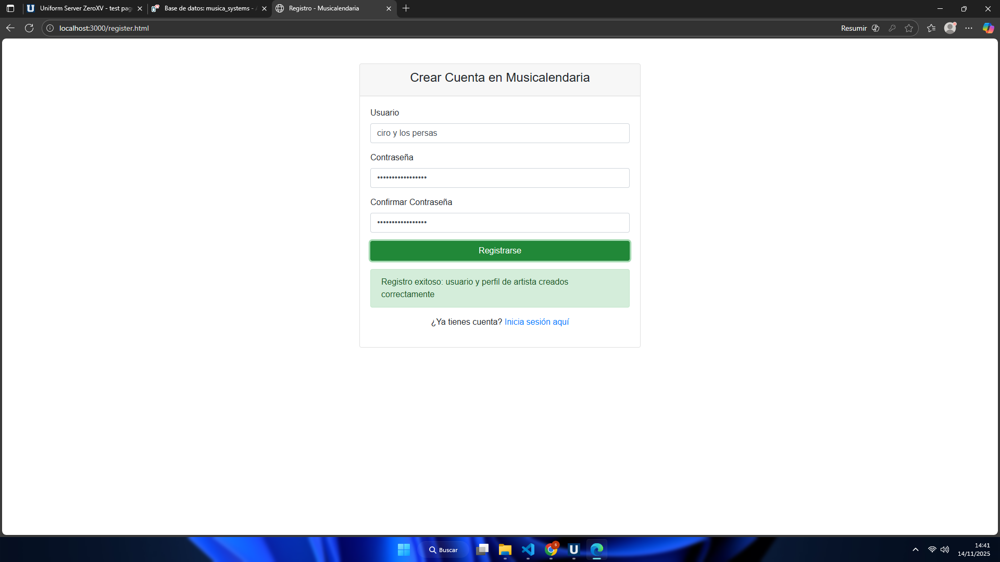 Uniform Server ZeroXV - test pag
Base de datos: musica_systems -
Registro - Musicalendaria
localhost:3000/register.html
Resumir
Crear Cuenta en Musicalendaria
Usuario
ciro y los persas
Contraseña
•••••••••••••••••
Confirmar Contraseña
•••••••••••••••••
Registrarse
Registro exitoso: usuario y perfil de artista creados
correctamente
¿Ya tienes cuenta? Inicia sesión aquí
Buscar
14:41
14/11/2025